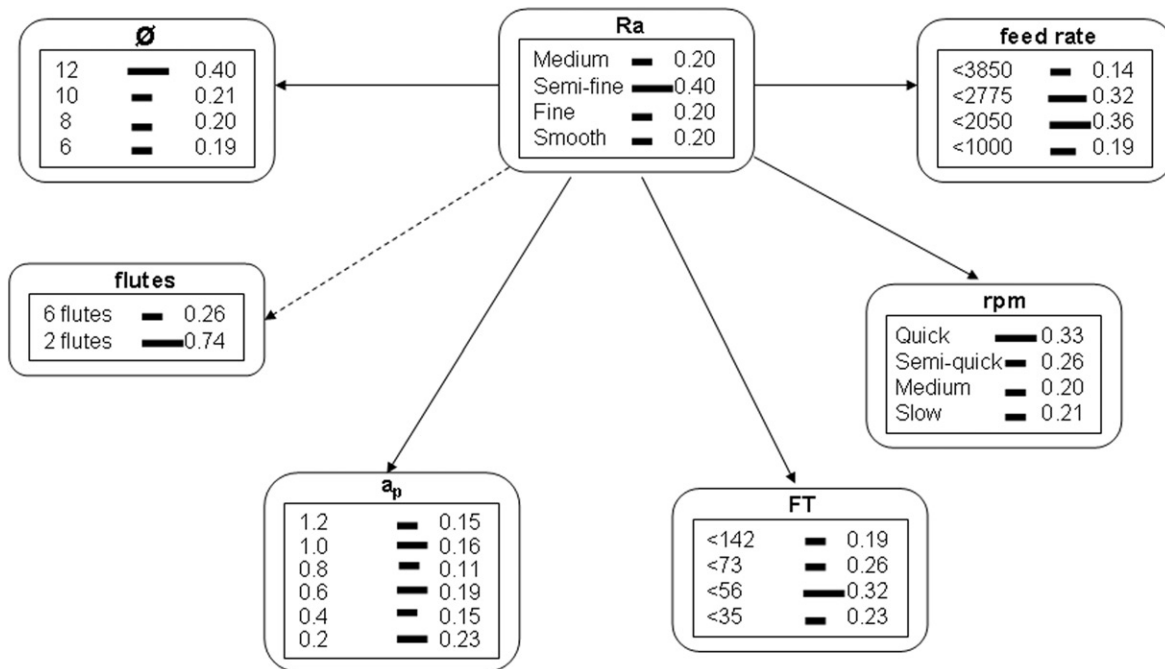 Ø
12 0.40
10 0.21
8 0.20
6 0.19
Ra
Medium 0.20
Semi-fine 0.40
Fine 0.20
Smooth 0.20
feed rate
<3850 0.14
<2775 0.32
<2050 0.36
<1000 0.19
flutes
6 flutes 0.26
2 flutes 0.74
rpm
Quick 0.33
Semi-quick 0.26
Medium 0.20
Slow 0.21
ap
1.2 0.15
1.0 0.16
0.8 0.11
0.6 0.19
0.4 0.15
0.2 0.23
FT
<142 0.19
<73 0.26
<56 0.32
<35 0.23